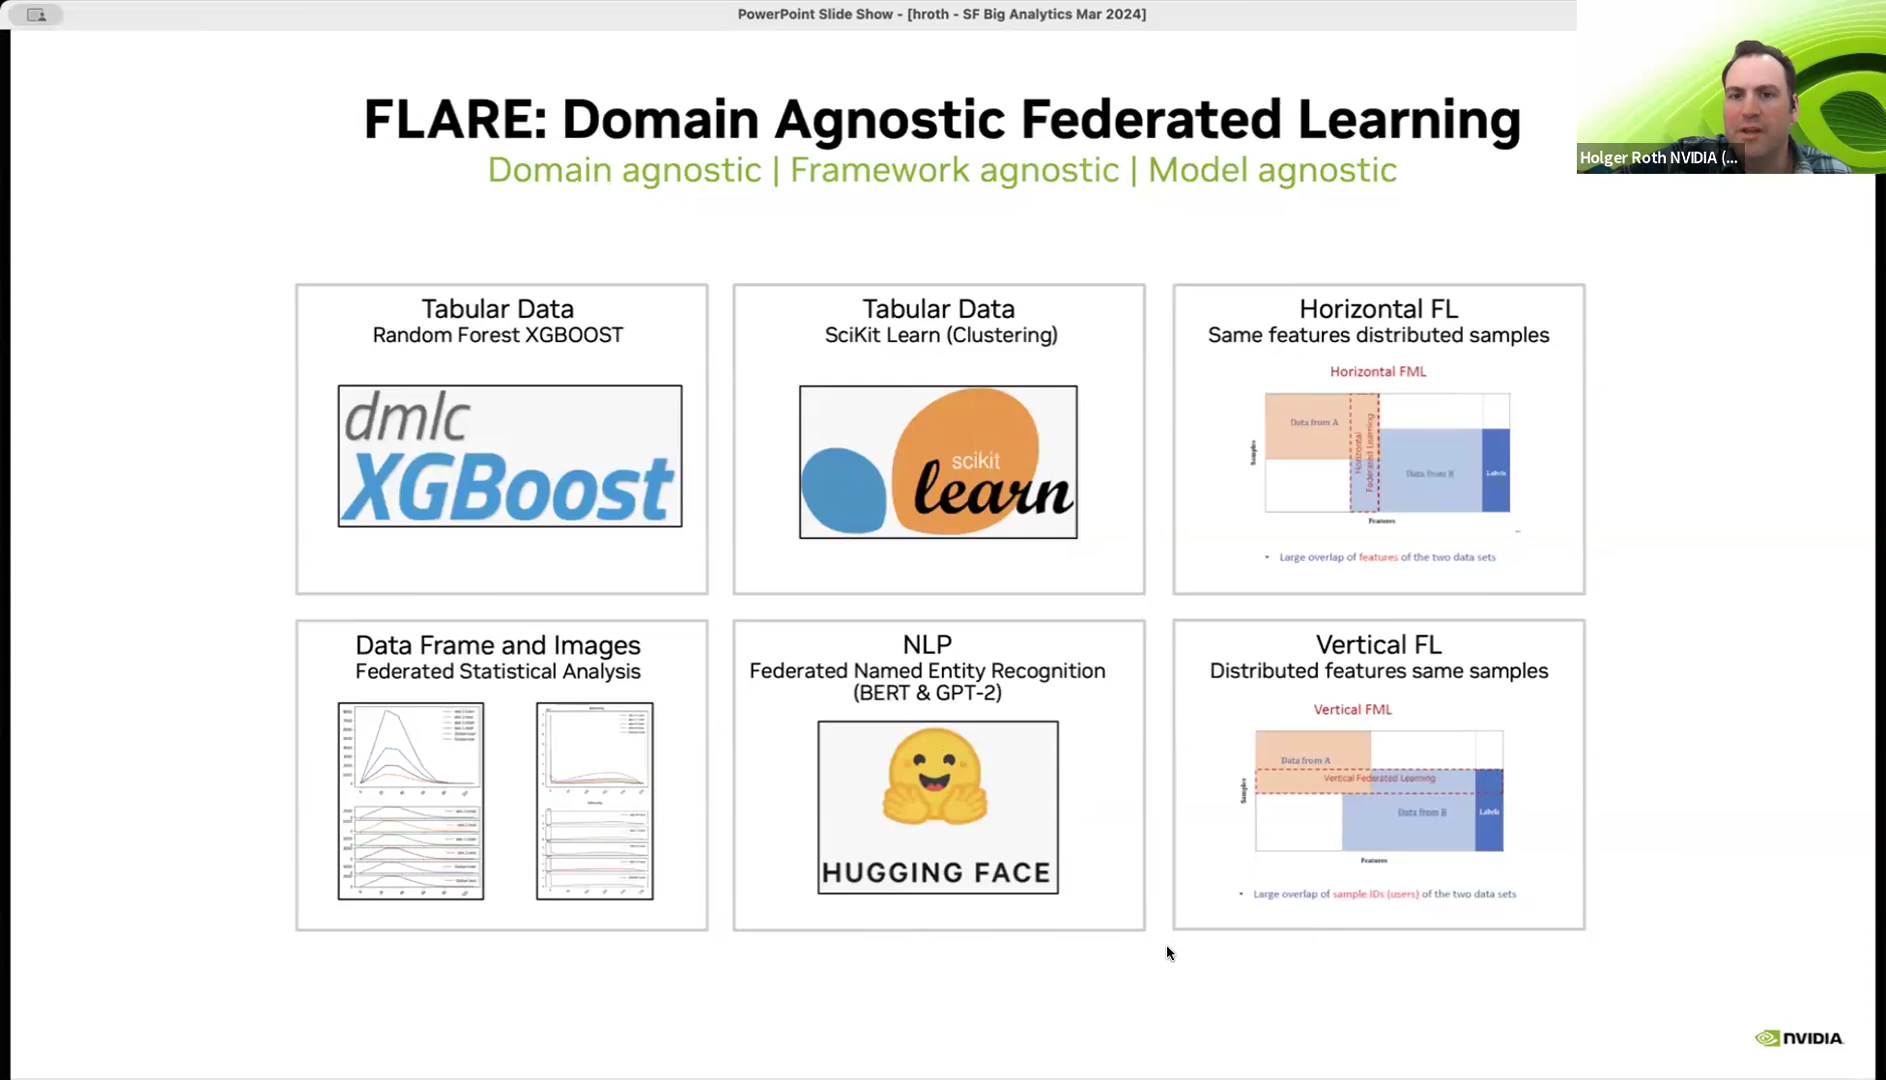 PowerPoint Slide Show - [hroth - SF Big Analytics Mar 2024]
Holger Roth NVIDIA (...
FLARE: Domain Agnostic Federated Learning
Domain agnostic | Framework agnostic | Model agnostic
Tabular Data
Random Forest XGBOOST
dmlc
XGBoost
Tabular Data
SciKit Learn (Clustering)
scikit
learn
Horizontal FL
Same features distributed samples
Horizontal FML
Data from A
Horizontal
Federated Learning
Data from B
Labels
Samples
Features
• Large overlap of features of the two data sets
Data Frame and Images
Federated Statistical Analysis
NLP
Federated Named Entity Recognition
(BERT & GPT-2)
HUGGING FACE
Vertical FL
Distributed features same samples
Vertical FML
Data from A
Vertical Federated Learning
Data from B
Labels
Samples
Features
• Large overlap of sample IDs (users) of the two data sets
NVIDIA